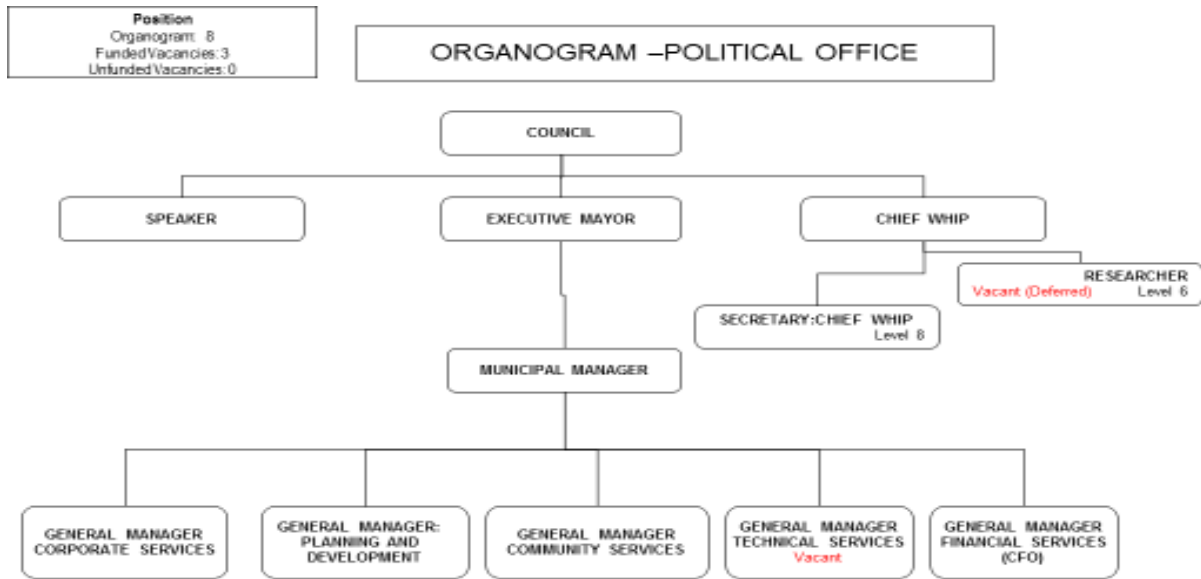 Position
Organogram: 8
Funded Vacancies: 3
Unfunded Vacancies: 0
ORGANOGRAM –POLITICAL OFFICE
COUNCIL
SPEAKER
EXECUTIVE MAYOR
CHIEF WHIP
RESEARCHER
Vacant (Deferred) Level 6
SECRETARY:CHIEF WHIP
Level 8
MUNICIPAL MANAGER
GENERAL MANAGER
CORPORATE SERVICES
GENERAL MANAGER:
PLANNING AND
DEVELOPMENT
GENERAL MANAGER
COMMUNITY SERVICES
GENERAL MANAGER
TECHNICAL SERVICES
Vacant
GENERAL MANAGER
FINANCIAL SERVICES
(CFO)